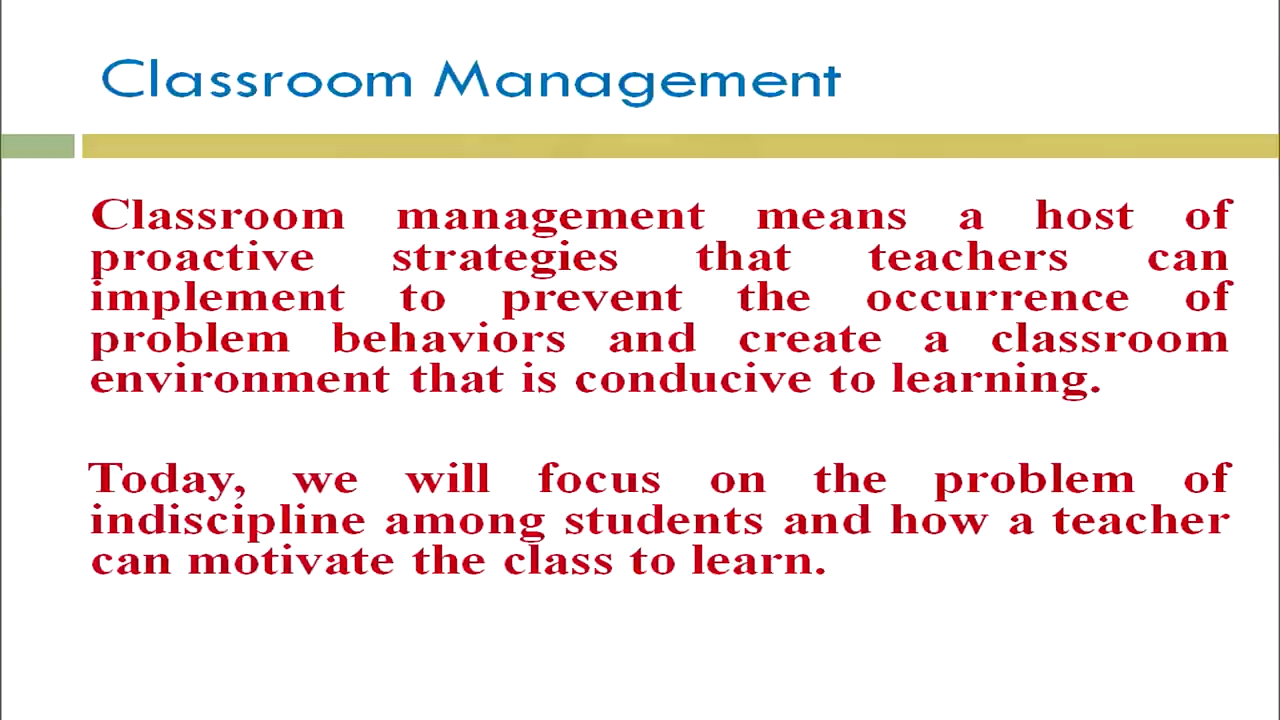 Classroom Management
Classroom management means a host of
proactive strategies that teachers can
implement to prevent the occurrence of
problem behaviors and create a classroom
environment that is conducive to learning.
Today, we will focus on the problem of
indiscipline among students and how a teacher
can motivate the class to learn.